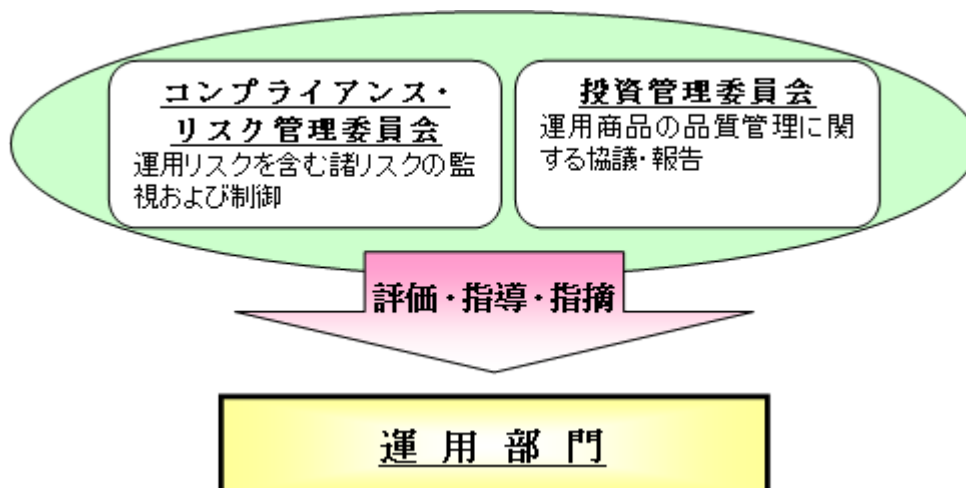 コンプライアンス・
リスク管理委員会
運用リスクを含む諸リスクの監
視および制御
投資管理委員会
運用商品の品質管理に関
する協議・報告
評価・指導・指摘
運用部門